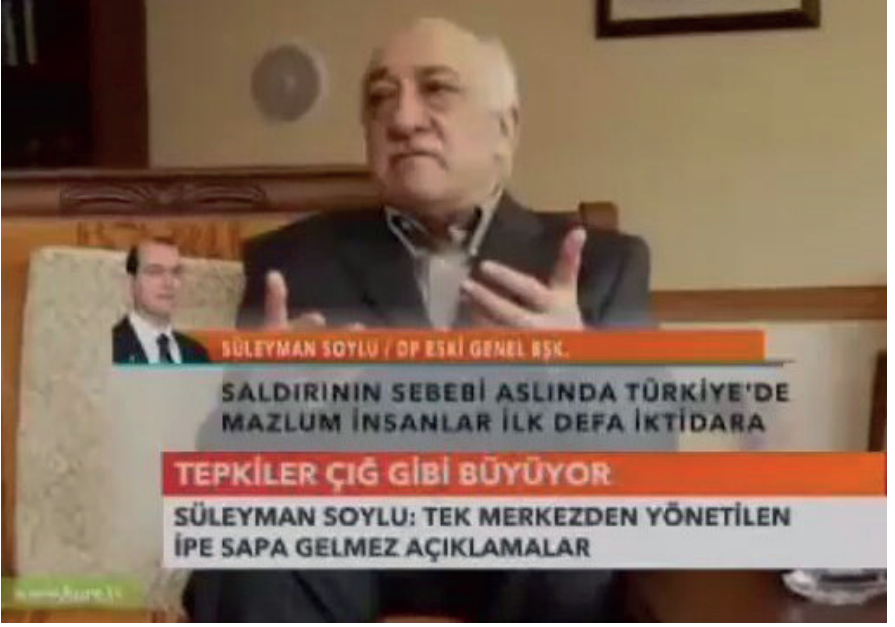 SÜLEYMAN SOYLU / DP ESKİ GENEL BŞK.
SALDIRININ SEBEBİ ASLINDA TÜRKİYE'DE
MAZLUM İNSANLAR İLK DEFA İKTİDARA
TEPKİLER ÇIĞ GİBİ BÜYÜYOR
SÜLEYMAN SOYLU: TEK MERKEZDEN YÖNETİLEN
İPE SAPA GELMEZ AÇIKLAMALAR